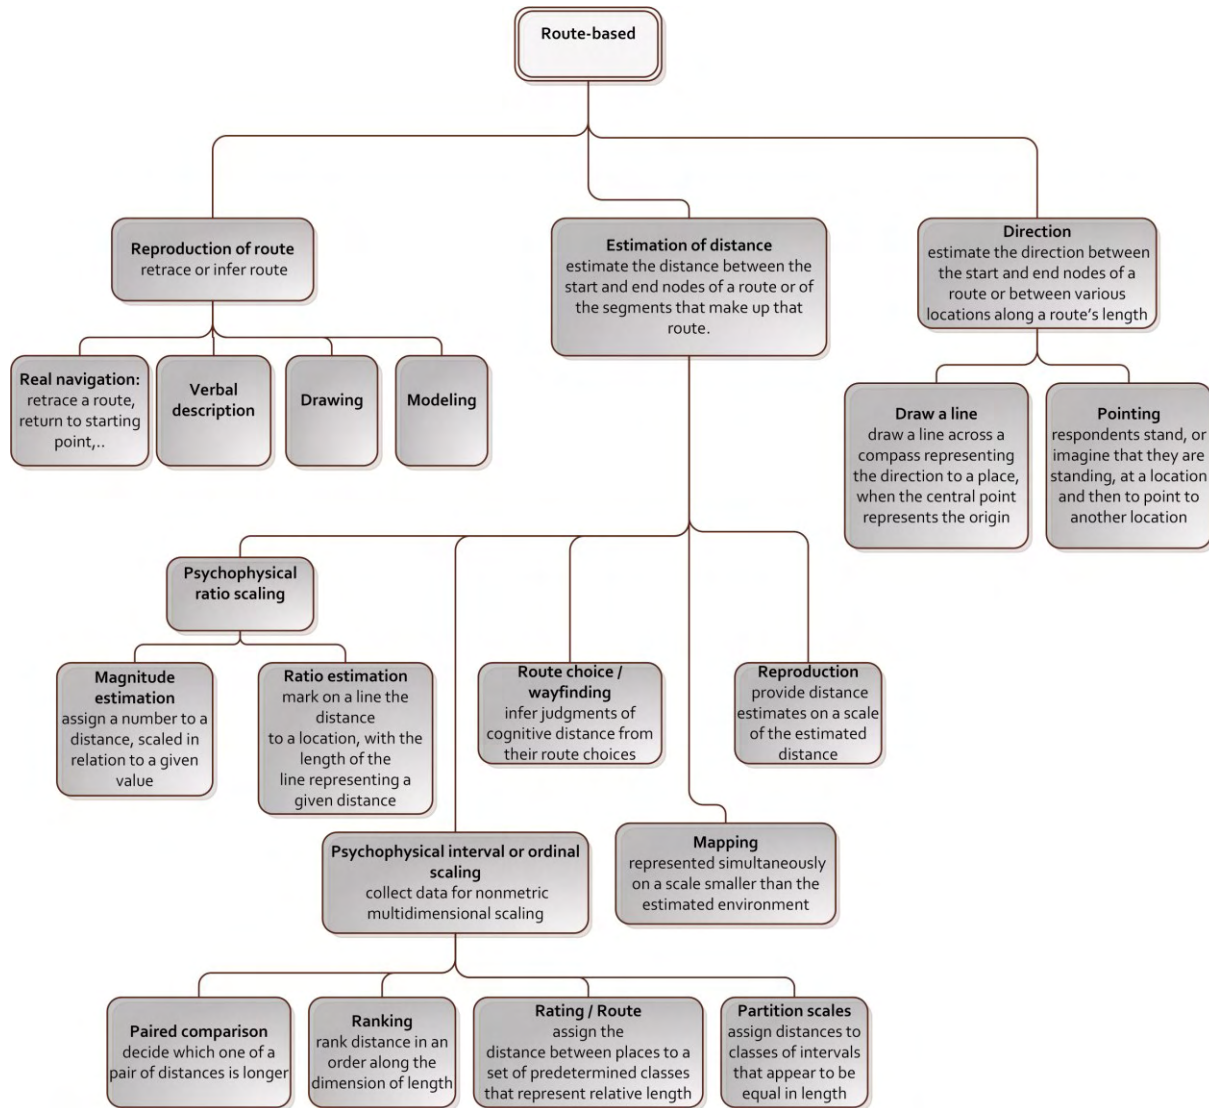 Route-based
Reproduction of route
retrace or infer route
Estimation of distance
estimate the distance between the
start and end nodes of a route or of
the segments that make up that
route.
Direction
estimate the direction between
the start and end nodes of a
route or between various
locations along a route's length
Real navigation:
retrace a route,
return to starting
point,..
Verbal
description
Drawing
Modeling
Draw a line
draw a line across a
compass representing
the direction to a place,
when the central point
represents the origin
Pointing
respondents stand, or
imagine that they are
standing, at a location
and then to point to
another location
Psychophysical
ratio scaling
Magnitude
estimation
assign a number to a
distance, scaled in
relation to a given
value
Ratio estimation
mark on a line the
distance
to a location, with the
length of the
line representing a
given distance
Route choice /
wayfinding
infer judgments of
cognitive distance from
their route choices
Reproduction
provide distance
estimates on a scale
of the estimated
distance
Psychophysical interval or ordinal
scaling
collect data for nonmetric
multidimensional scaling
Mapping
represented simultaneously
on a scale smaller than the
estimated environment
Paired comparison
decide which one of a
pair of distances is longer
Ranking
rank distance in an
order along the
dimension of length
Rating / Route
assign the
distance between places to a
set of predetermined classes
that represent relative length
Partition scales
assign distances to
classes of intervals
that appear to be
equal in length